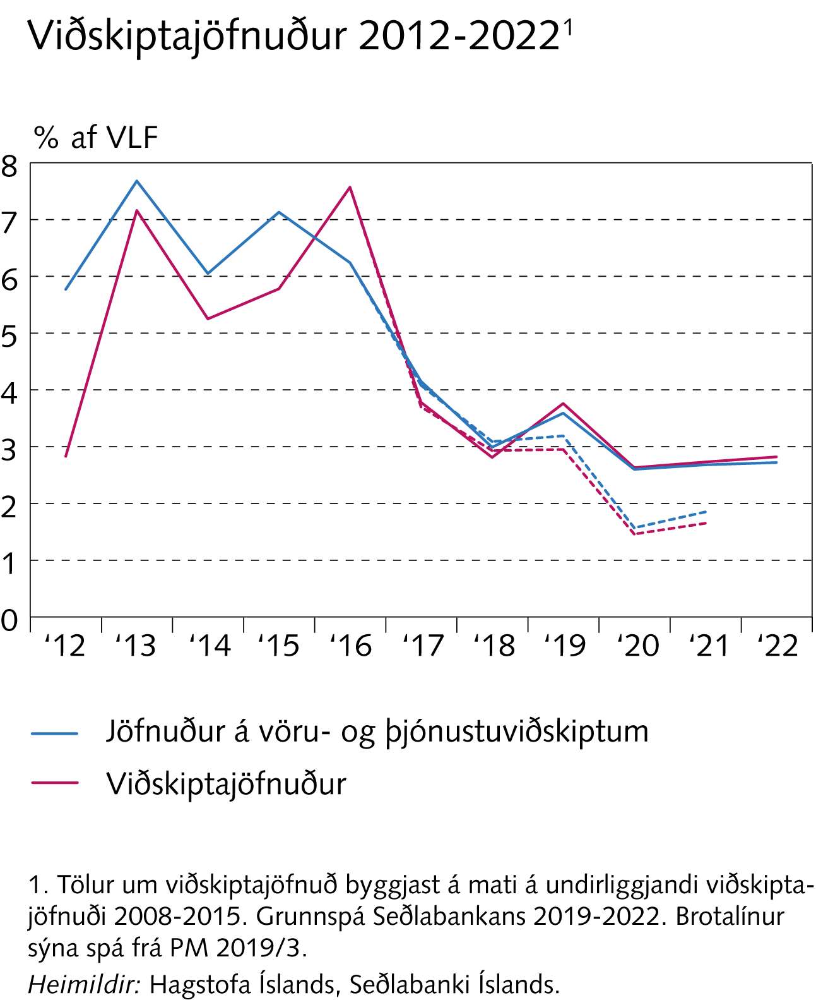 Viðskiptajöfnuður 2012-2022¹
% af VLF
8
7
6
5
4
3
2
1
0
‘12 ‘13 ‘14 ‘15 ‘16 ‘17 ‘18 ‘19 ‘20 ‘21 ‘22
Jöfnuður á vöru- og þjónustuviðskiptum
Viðskiptajöfnuður
1. Tölur um viðskiptajöfnuð byggjast á mati á undirliggjandi viðskipta-
jöfnuði 2008-2015. Grunnspá Seðlabankans 2019-2022. Brotalínur
sýna spá frá PM 2019/3.
Heimildir: Hagstofa Íslands, Seðlabanki Íslands.